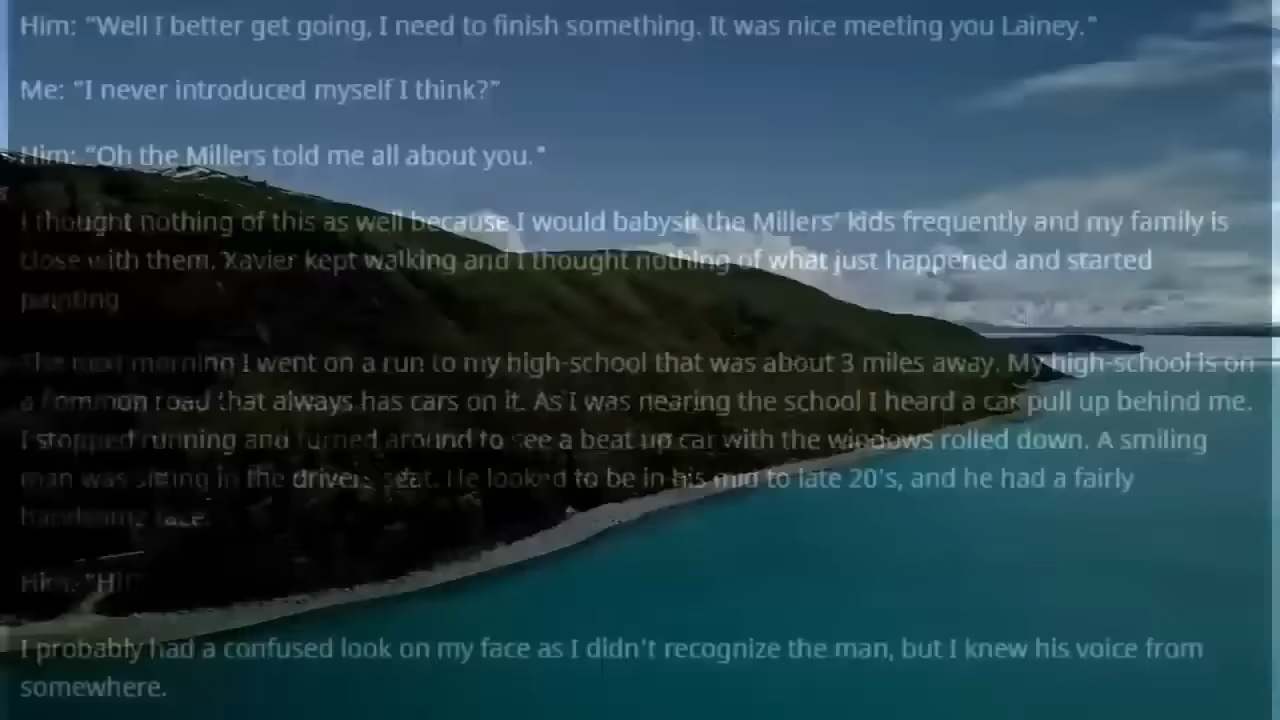 Him: "Well I better get going, I need to finish something. It was nice meeting you Lainey."
Me: "I never introduced myself I think?"
Him: "Oh the Millers told me all about you."
I thought nothing of this as well because I would babysit the Millers' kids frequently and my family is
close with them. Xavier kept walking and I thought nothing of what just happened and started
painting
The next morning I went on a run to my high-school that was about 3 miles away. My high-school is on
a common road that always has cars on it. As I was nearing the school I heard a car pull up behind me.
I stopped running and turned around to see a beat up car with the windows rolled down. A smiling
man was sitting in the drivers seat. He looked to be in his mid to late 20's, and he had a fairly
handsome face.
Him: "Hi!"
I probably had a confused look on my face as I didn't recognize the man, but I knew his voice from
somewhere.